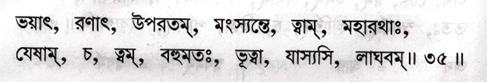 ভয়াৎ, রণাৎ, উপরতম্, মংস্যন্তে, ত্বাম্, মহারথাঃ,
যেষাম্, চ, ত্বম্, বহুমতঃ, ভূত্বা, যাস্যসি, লাঘবম্॥ ৩৫ ॥